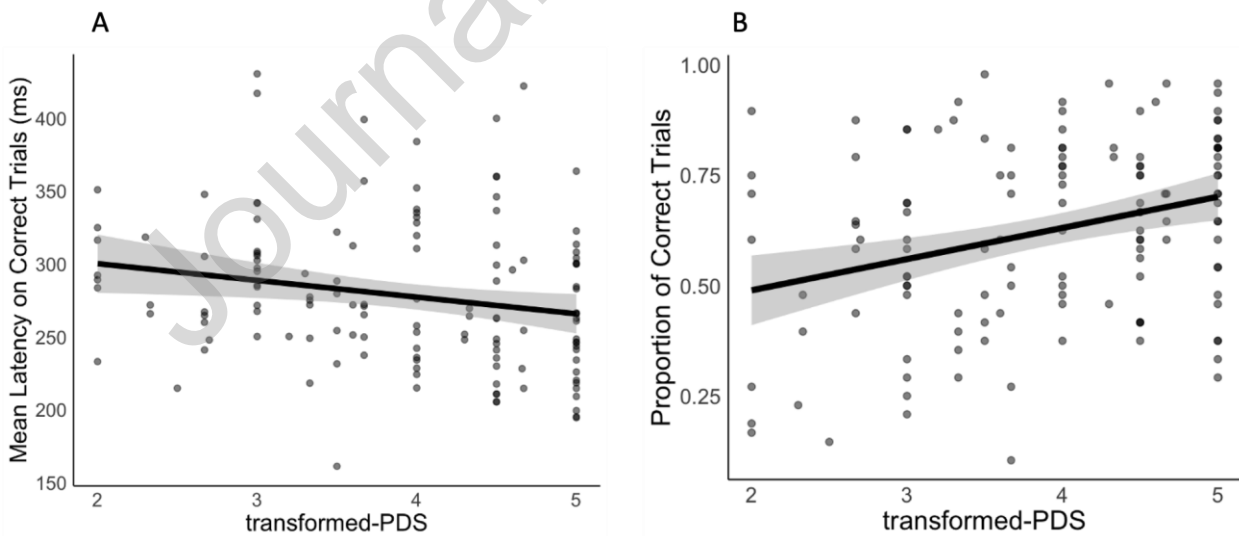 A
B
Journal
Mean Latency on Correct Trials (ms)
400
350
300
250
200
150
2 3 4 5
transformed-PDS
Proportion of Correct Trials
1.00
0.75
0.50
0.25
2 3 4 5
transformed-PDS